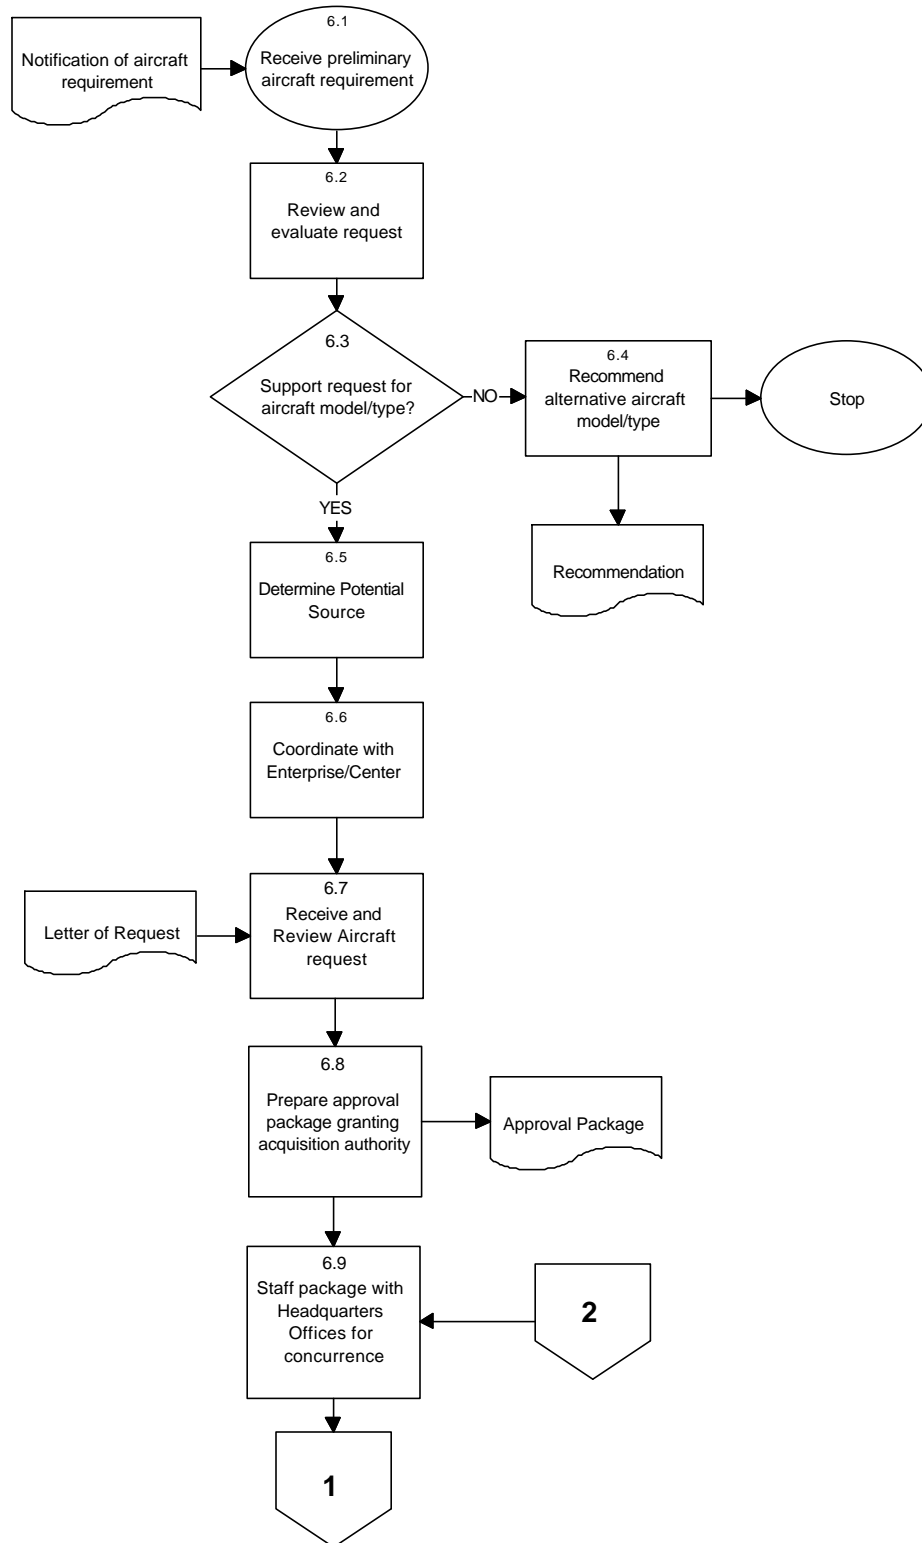 6.1
Notification of aircraft
requirement
Receive preliminary
aircraft requirement
6.2
Review and
evaluate request
6.3
Support request for
aircraft model/type?
NO
6.4
Recommend
alternative aircraft
model/type
Stop
YES
Recommendation
6.5
Determine Potential
Source
6.6
Coordinate with
Enterprise/Center
6.7
Receive and
Review Aircraft
request
Letter of Request
6.8
Prepare approval
package granting
acquisition authority
Approval Package
6.9
Staff package with
Headquarters
Offices for
concurrence
2
1